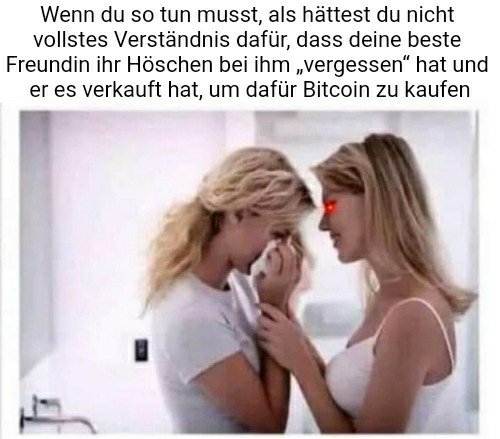 Wenn du so tun musst, als hättest du nicht
vollstes Verständnis dafür, dass deine beste
Freundin ihr Höschen bei ihm „vergessen“ hat und
er es verkauft hat, um dafür Bitcoin zu kaufen